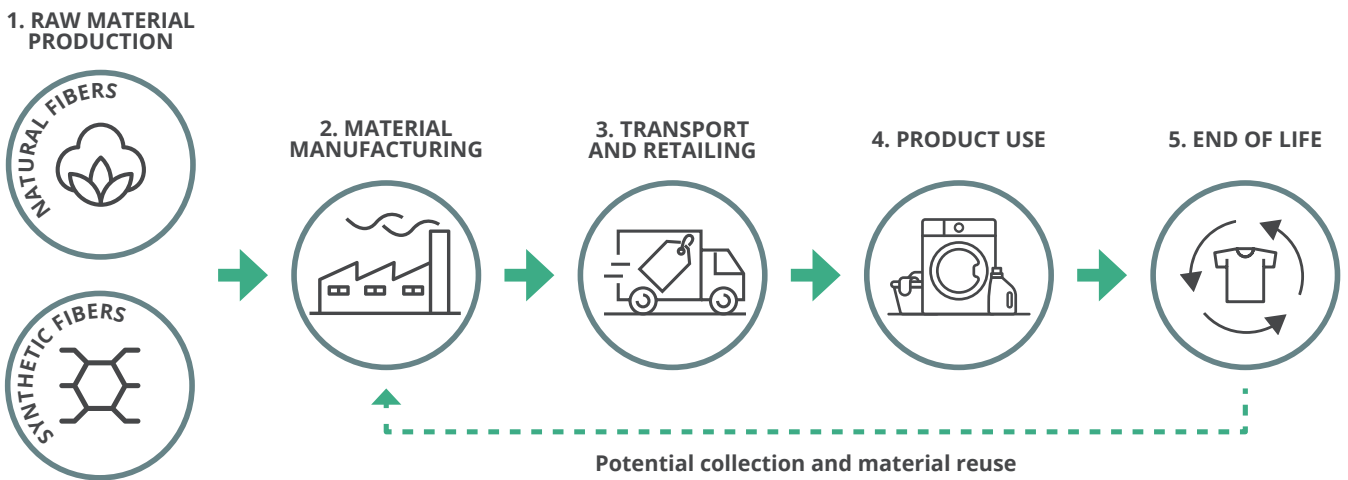 1. RAW MATERIAL
PRODUCTION
NATURAL FIBERS
SYNTHETIC FIBERS
2. MATERIAL
MANUFACTURING
3. TRANSPORT
AND RETAILING
4. PRODUCT USE
5. END OF LIFE
Potential collection and material reuse